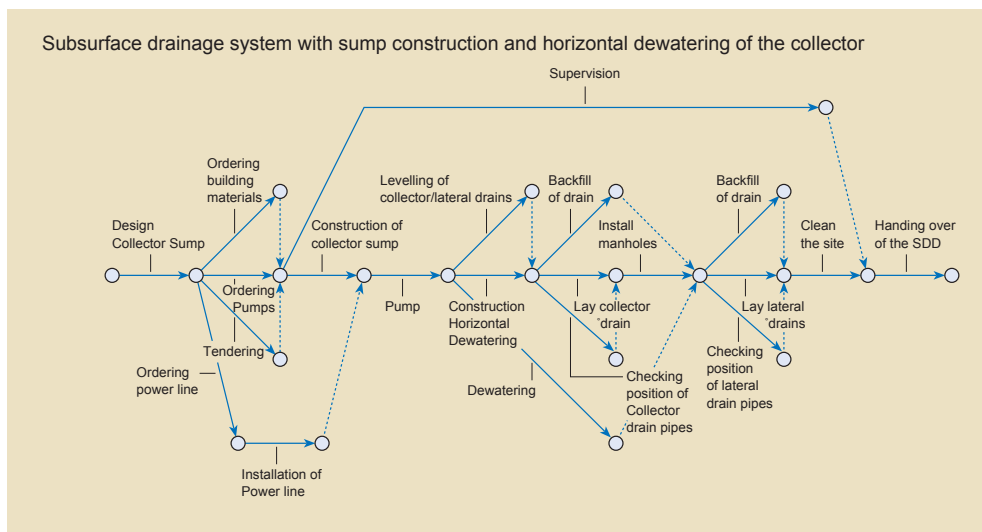 Subsurface drainage system with sump construction and horizontal dewatering of the collector
Supervision
Ordering
building
materials
Levelling of
collector/lateral drains
Backfill
of drain
Backfill
of drain
Design
Collector Sump
Construction of
collector sump
Install
manholes
Clean
the site
Handing over
of the SDD
Ordering
Pumps
Pump
Construction
Horizontal
Dewatering
Lay collector
drain
Lay lateral
drains
Tendering
Ordering
power line
Dewatering
Checking
position of
Collector
drain pipes
Checking
position
of lateral
drain pipes
Installation of
Power line